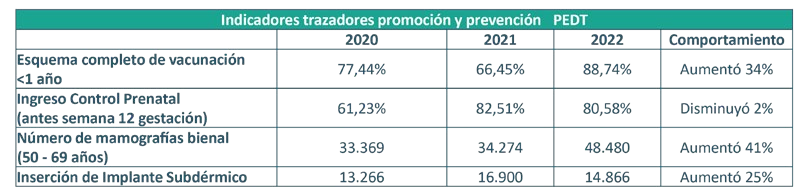 Indicadores trazadores promoción y prevención PEDT
2020 2021 2022 Comportamiento
Esquema completo de vacunación
<1 año 77,44% 66,45% 88,74% Aumentó 34%
Ingreso Control Prenatal
(antes semana 12 gestación) 61,23% 82,51% 80,58% Disminuyó 2%
Número de mamografías bienal
(50 - 69 años) 33.369 34.274 48.480 Aumentó 41%
Inserción de Implante Subdérmico 13.266 16.900 14.866 Aumentó 25%